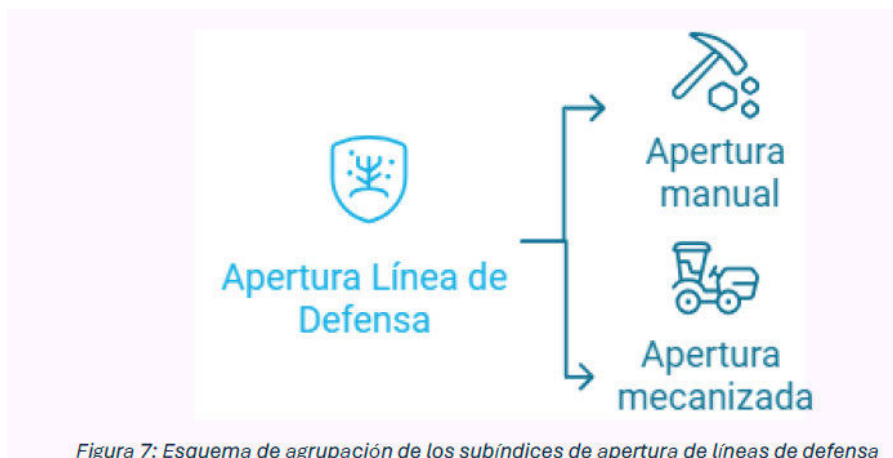 Apertura
manual
Apertura Línea de
Defensa
Apertura
mecanizada
Figura 7: Esquema de agrupación de los subíndices de apertura de líneas de defensa